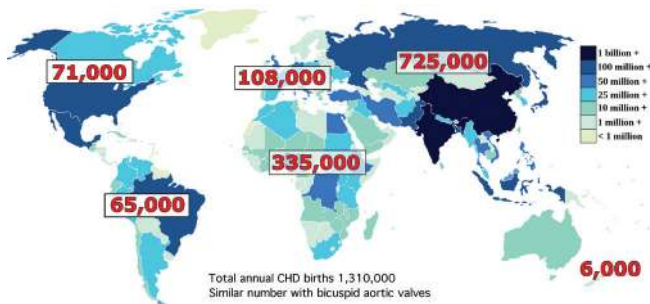 71,000
108,000
725,000
335,000
65,000
6,000
1 billion +
100 million +
50 million +
25 million +
10 million +
1 million +
< 1 million
Total annual CHD births 1,310,000
Similar number with bicuspid aortic valves